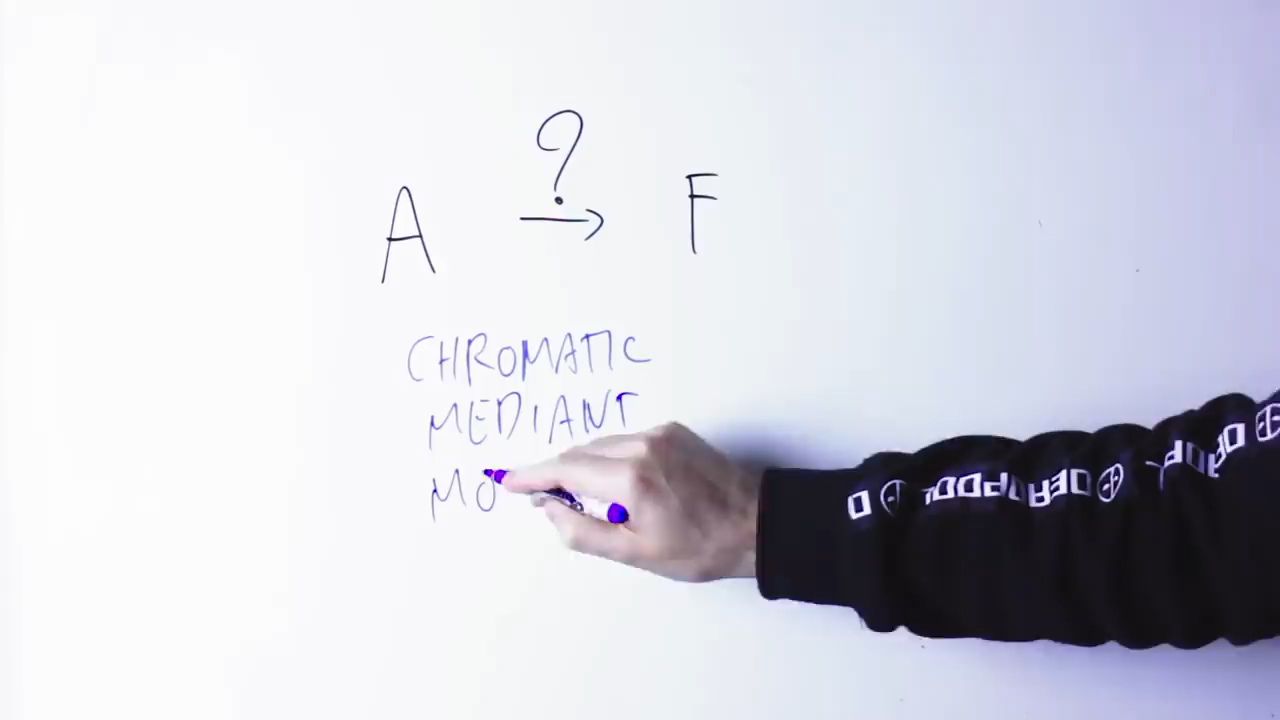 ?
A → F
CHROMATIC
MEDIANT
MO